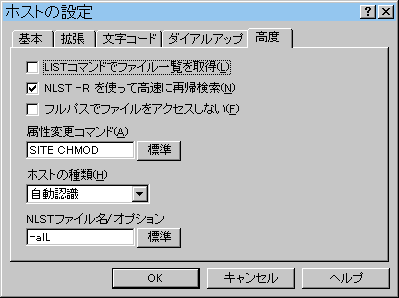 ホストの設定
基本 拡張 文字コード ダイアルアップ 高度
LISTコマンドでファイル一覧を取得(L)
NLST -R を使って高速に再帰検索(N)
フルパスでファイルをアクセスしない(F)
属性変更コマンド(A)
SITE CHMOD 標準
ホストの種類(H)
自動認識
NLSTファイル名/オプション
-alL 標準
OK キャンセル ヘルプ